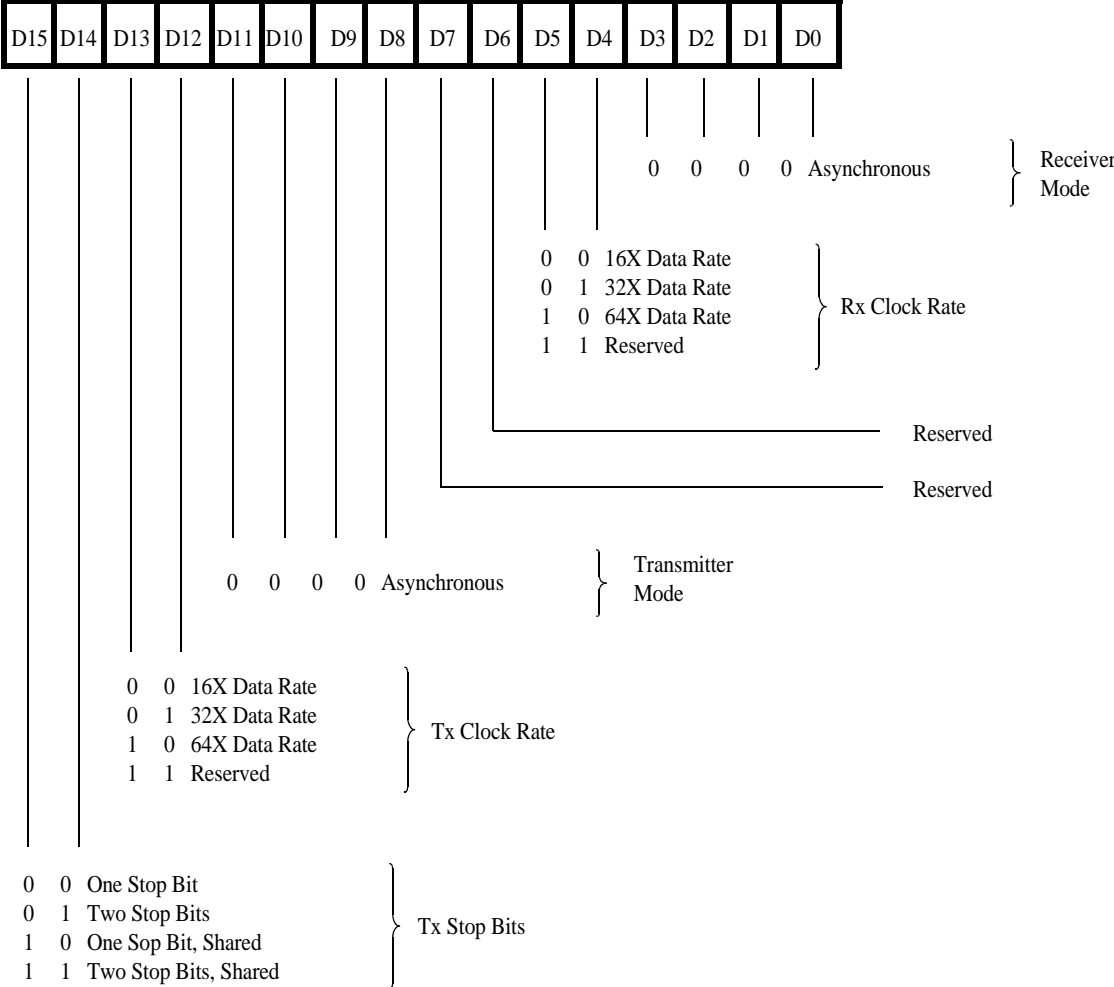 D15 D14 D13 D12 D11 D10 D9 D8 D7 D6 D5 D4 D3 D2 D1 D0
0 0 0 0 Asynchronous
Receiver
Mode
0 0 16X Data Rate
0 1 32X Data Rate
1 0 64X Data Rate
1 1 Reserved
Rx Clock Rate
Reserved
Reserved
0 0 0 0 Asynchronous
Transmitter
Mode
0 0 16X Data Rate
0 1 32X Data Rate
1 0 64X Data Rate
1 1 Reserved
Tx Clock Rate
0 0 One Stop Bit
0 1 Two Stop Bits
1 0 One Sop Bit, Shared
1 1 Two Stop Bits, Shared
Tx Stop Bits